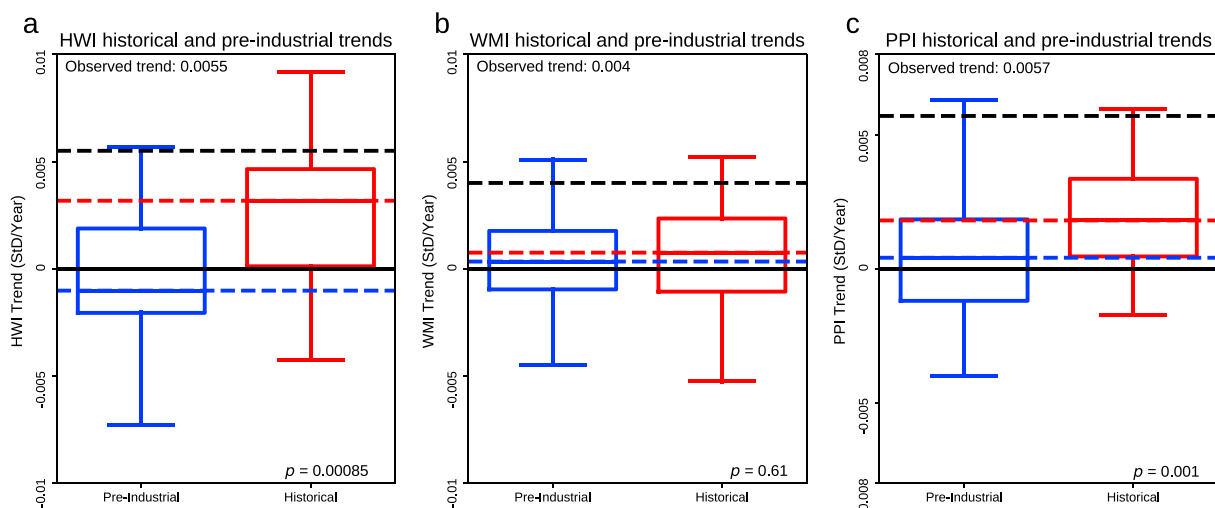 a
HWI historical and pre-industrial trends
Observed trend: 0.0055
0.01
0.005
0
-0.005
-0.01
HWI Trend (StD/Year)
p = 0.00085
Pre-Industrial
Historical
b
WMI historical and pre-industrial trends
Observed trend: 0.004
0.01
0.005
0
-0.005
-0.01
WMI Trend (StD/Year)
p = 0.61
Pre-Industrial
Historical
c
PPI historical and pre-industrial trends
Observed trend: 0.0057
0.008
0.005
0
-0.005
-0.008
PPI Trend (StD/Year)
p = 0.001
Pre-Industrial
Historical